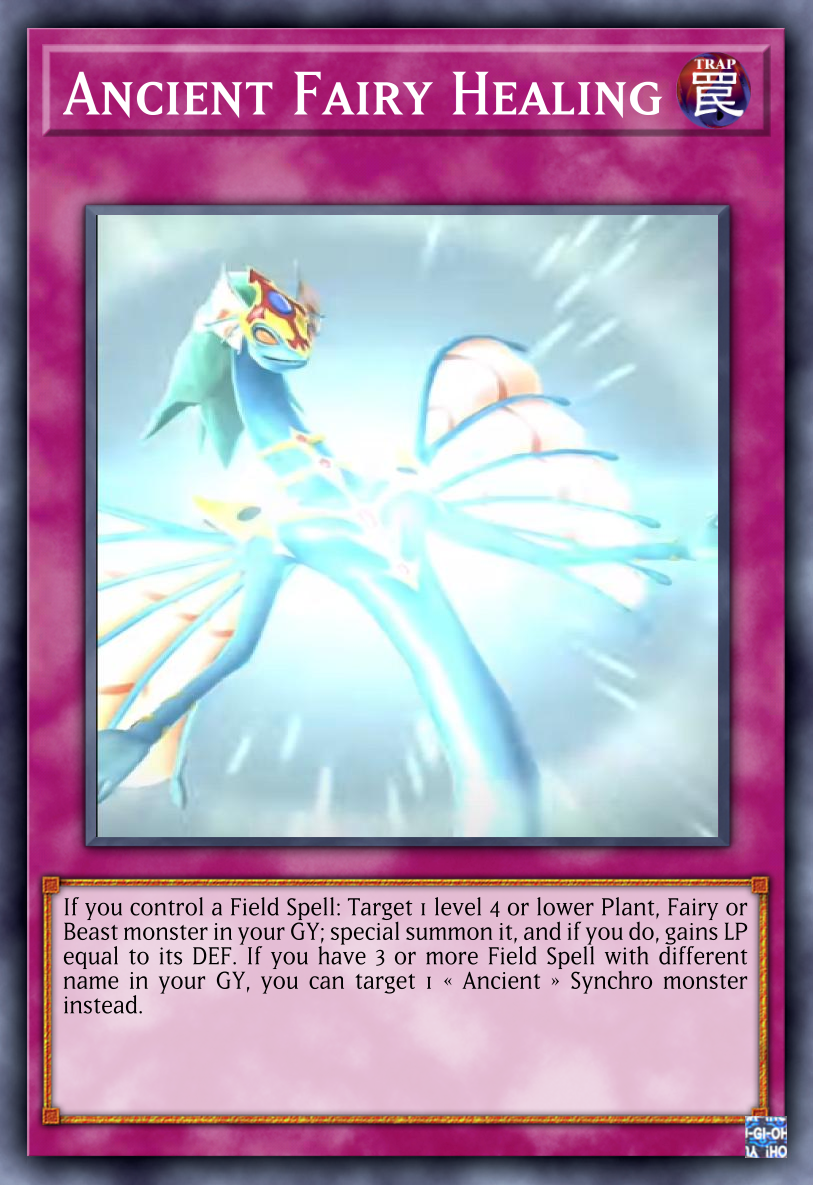 Ancient Fairy Healing
TRAP
罠
If you control a Field Spell: Target 1 level 4 or lower Plant, Fairy or
Beast monster in your GY; special summon it, and if you do, gains LP
equal to its DEF. If you have 3 or more Field Spell with different
name in your GY, you can target 1 « Ancient » Synchro monster
instead.
-GI-OH